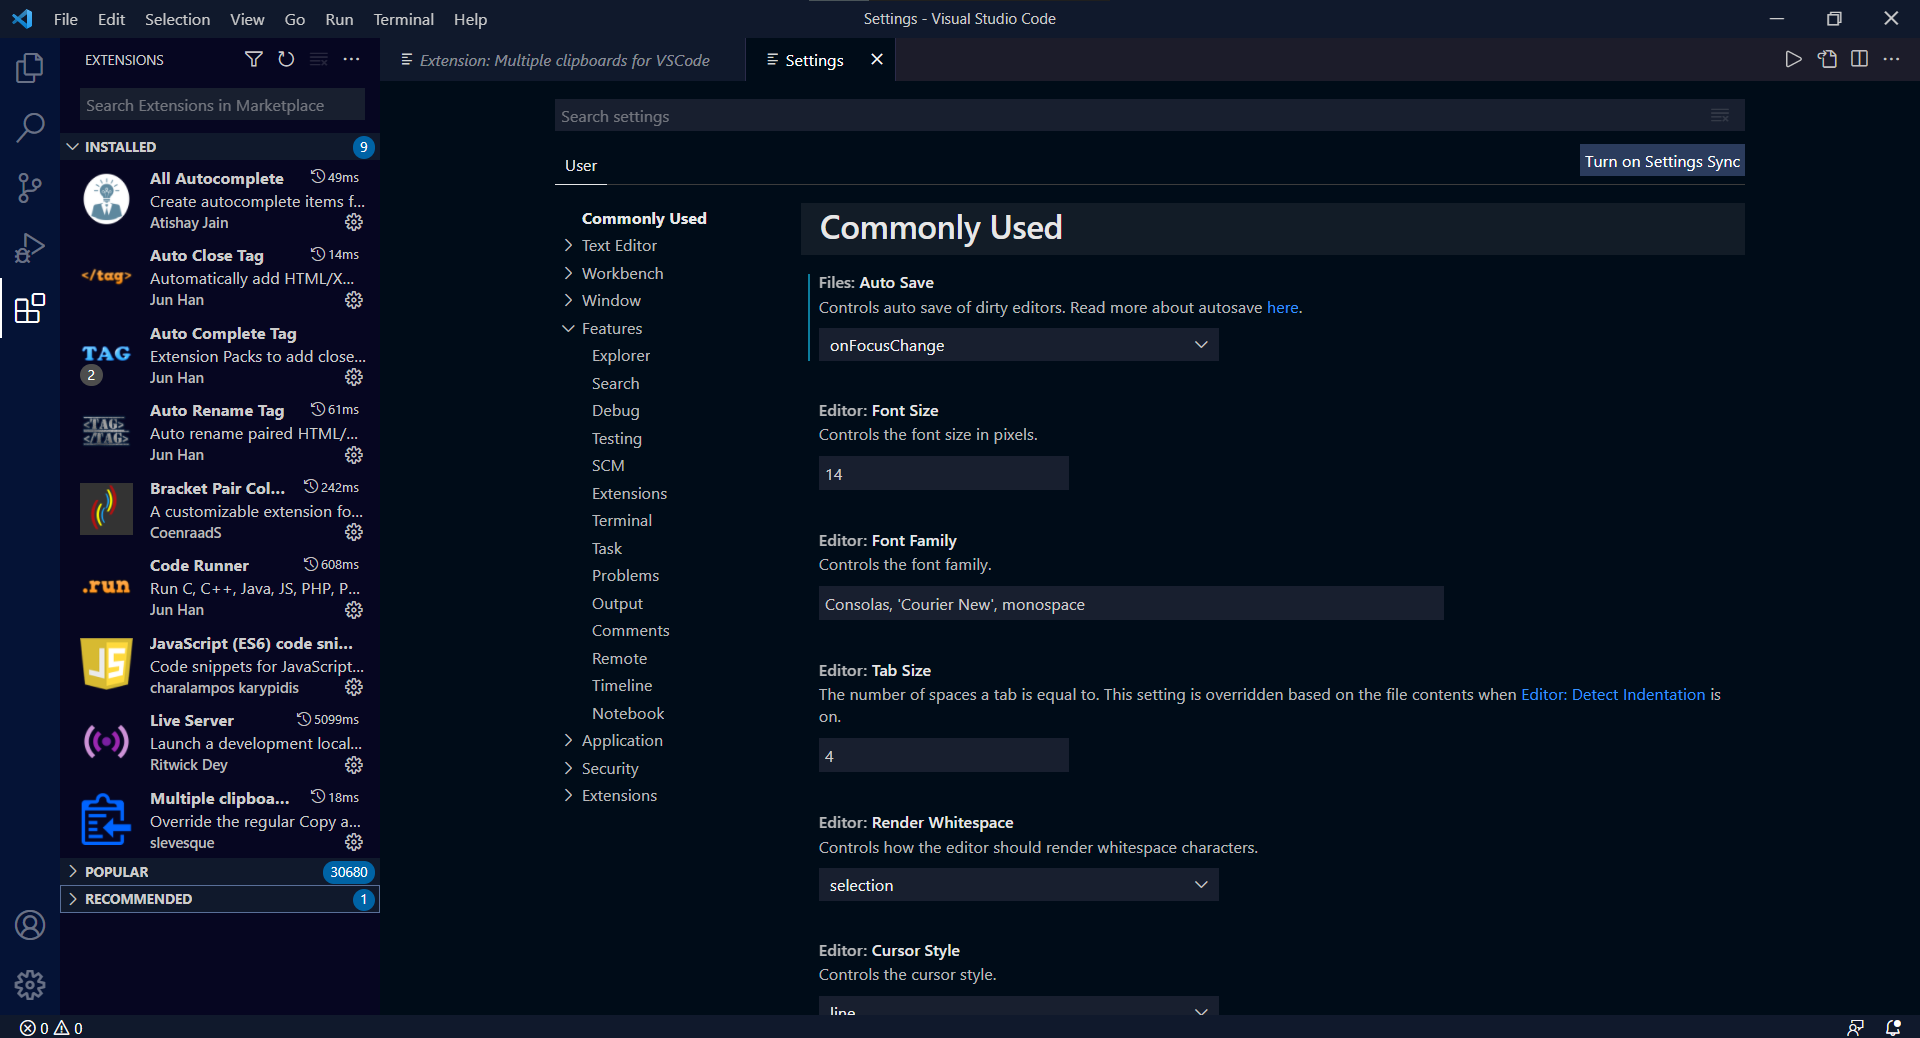 File Edit Selection View Go Run Terminal Help
Settings - Visual Studio Code
EXTENSIONS
Search Extensions in Marketplace
INSTALLED 9
All Autocomplete 49ms
Create autocomplete items f...
Atishay Jain
</tag>
Auto Close Tag 14ms
Automatically add HTML/X...
Jun Han
TAG
2
Auto Complete Tag
Extension Packs to add close...
Jun Han
<TAG>
</TAG>
Auto Rename Tag 61ms
Auto rename paired HTML/...
Jun Han
Bracket Pair Col... 242ms
A customizable extension fo...
CoenraadS
.run
Code Runner 608ms
Run C, C++, Java, JS, PHP, P...
Jun Han
JS
JavaScript (ES6) code sni...
Code snippets for JavaScript...
charalampos karypidis
Live Server 5099ms
Launch a development local...
Ritwick Dey
Multiple clipboa... 18ms
Override the regular Copy a...
slevesque
POPULAR 30680
RECOMMENDED 1
Extension: Multiple clipboards for VSCode
Settings
Search settings
User
Turn on Settings Sync
Commonly Used
Text Editor
Workbench
Window
Features
Explorer
Search
Debug
Testing
SCM
Extensions
Terminal
Task
Problems
Output
Comments
Remote
Timeline
Notebook
Application
Security
Extensions
Commonly Used
Files: Auto Save
Controls auto save of dirty editors. Read more about autosave here.
onFocusChange
Editor: Font Size
Controls the font size in pixels.
14
Editor: Font Family
Controls the font family.
Consolas, 'Courier New', monospace
Editor: Tab Size
The number of spaces a tab is equal to. This setting is overridden based on the file contents when Editor: Detect Indentation is
on.
4
Editor: Render Whitespace
Controls how the editor should render whitespace characters.
selection
Editor: Cursor Style
Controls the cursor style.
line
0 0